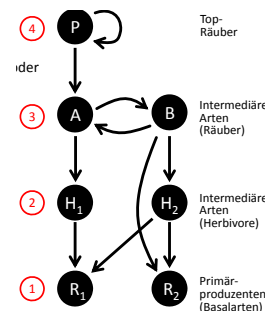 4
P
Top-
Räuber
oder
3
A
B
Intermediäre
Arten
(Räuber)
2
H1
H2
Intermediäre
Arten
(Herbivore)
1
R1
R2
Primär-
produzenten
(Basalarten)